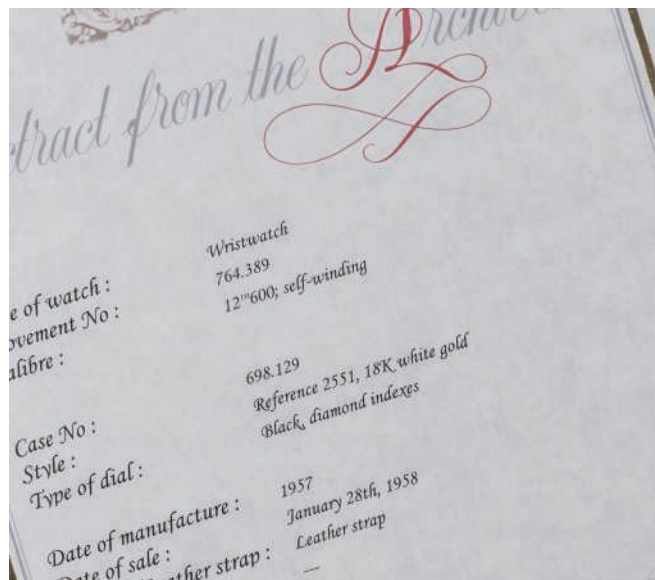 tract from the Archives
e of watch : Wristwatch
ovement No : 764.389
alibre : 12'''600; self-winding
Case No : 698.129
Style : Reference 2551, 18K white gold
Type of dial : Black, diamond indexes
Date of manufacture : 1957
Date of sale : January 28th, 1958
ather strap : Leather strap
—